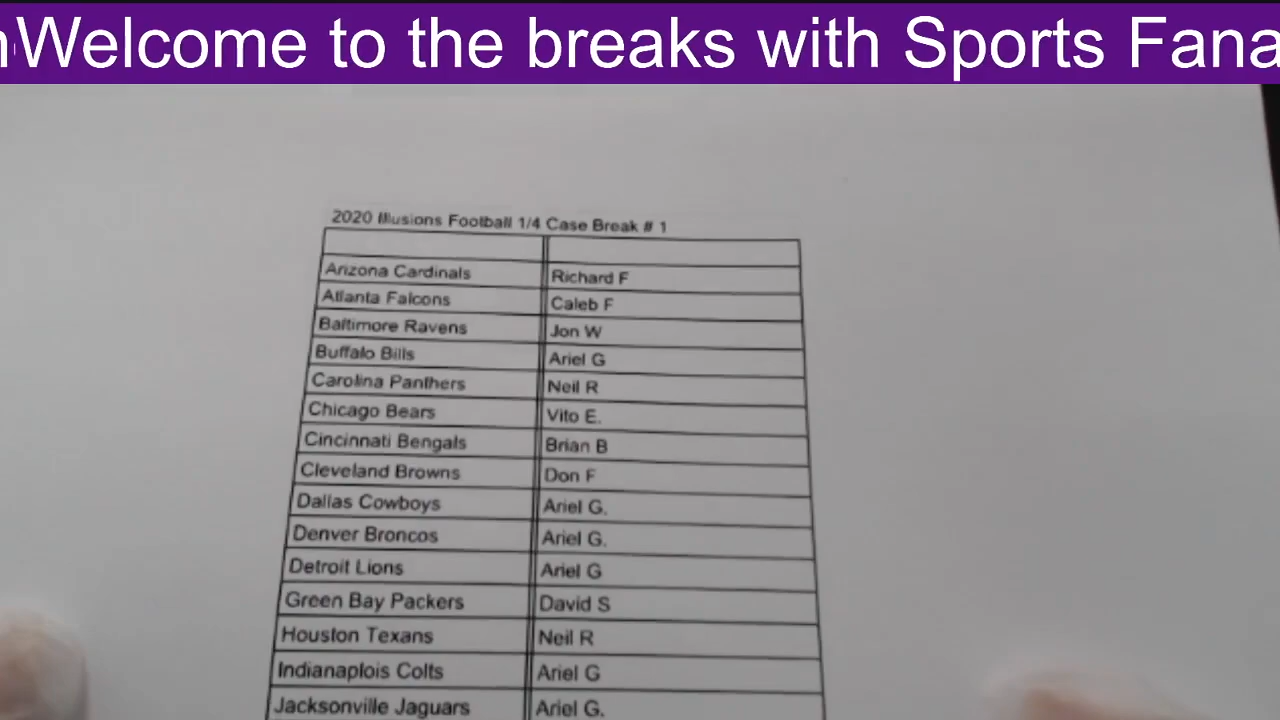 Welcome to the breaks with Sports Fana
2020 Illusions Football 1/4 Case Break # 1
Arizona Cardinals Richard F
Atlanta Falcons Caleb F
Baltimore Ravens Jon W
Buffalo Bills Ariel G
Carolina Panthers Neil R
Chicago Bears Vito E.
Cincinnati Bengals Brian B
Cleveland Browns Don F
Dallas Cowboys Ariel G.
Denver Broncos Ariel G.
Detroit Lions Ariel G
Green Bay Packers David S
Houston Texans Neil R
Indianaplois Colts Ariel G
Jacksonville Jaguars Ariel G.